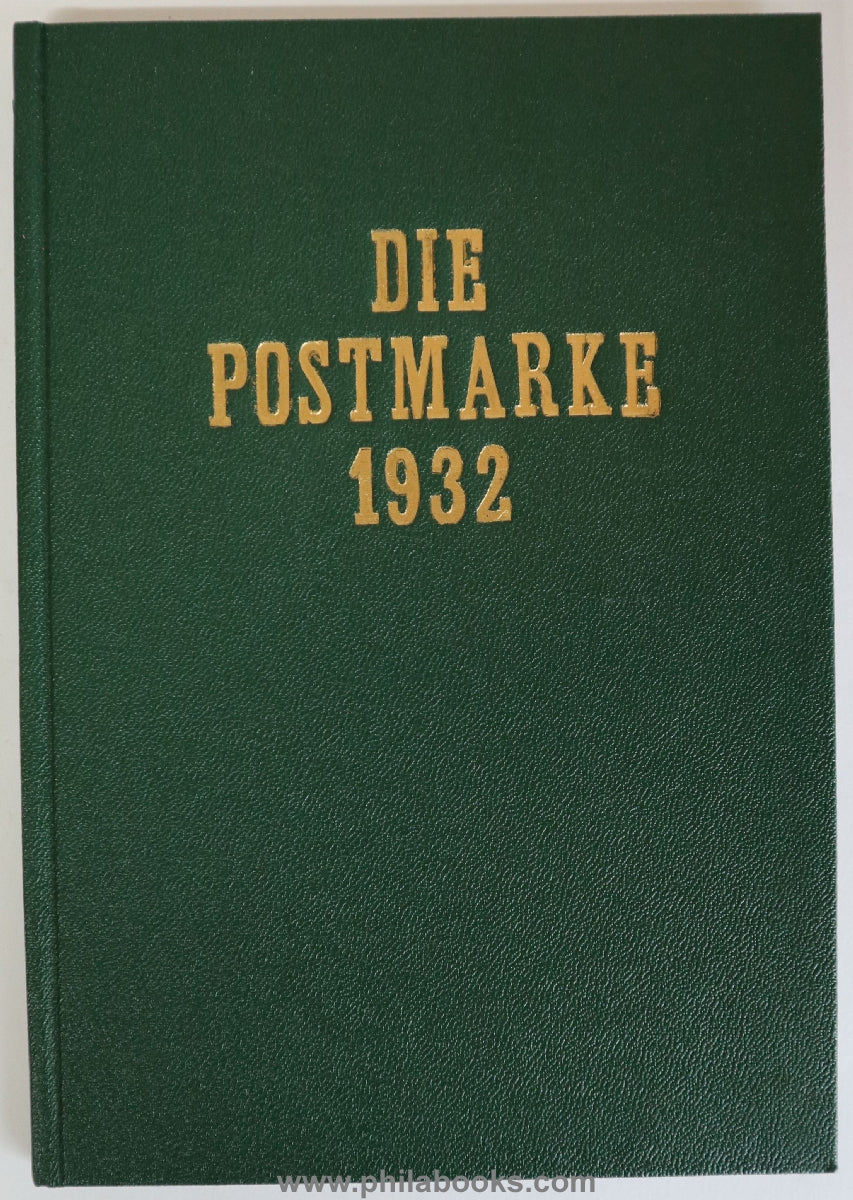 DIE
POSTMARKE
1932
www.philabooks.com